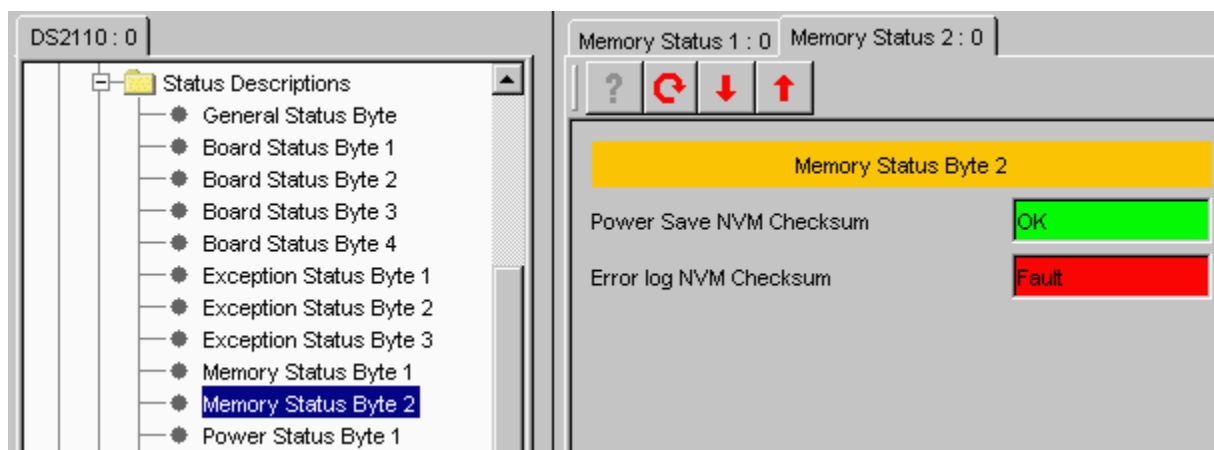 DS2110 : 0
Status Descriptions
General Status Byte
Board Status Byte 1
Board Status Byte 2
Board Status Byte 3
Board Status Byte 4
Exception Status Byte 1
Exception Status Byte 2
Exception Status Byte 3
Memory Status Byte 1
Memory Status Byte 2
Power Status Byte 1
Memory Status 1 : 0 Memory Status 2 : 0
?
Memory Status Byte 2
Power Save NVM Checksum OK
Error log NVM Checksum Fault